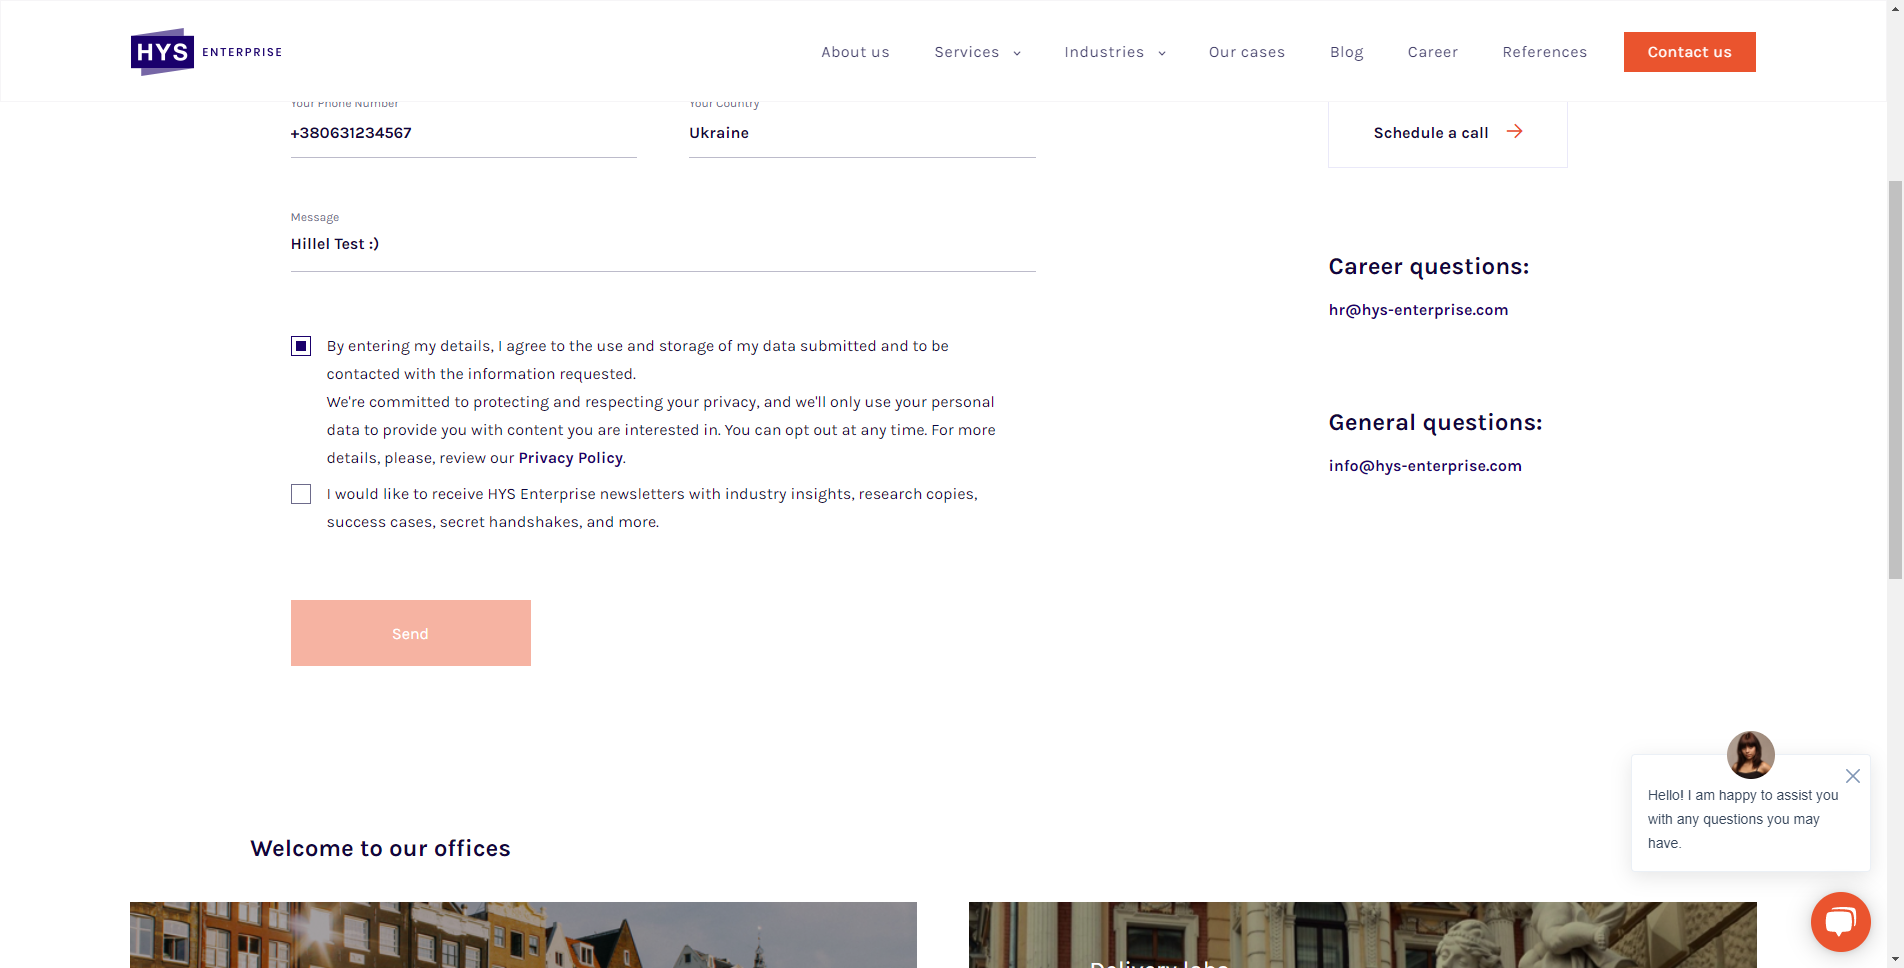 HYS ENTERPRISE
About us
Services
Industries
Our cases
Blog
Career
References
Contact us
Your Phone Number
+380631234567
Your Country
Ukraine
Schedule a call
Message
Hillel Test :)
Career questions:
hr@hys-enterprise.com
By entering my details, I agree to the use and storage of my data submitted and to be
contacted with the information requested.
We're committed to protecting and respecting your privacy, and we'll only use your personal
data to provide you with content you are interested in. You can opt out at any time. For more
details, please, review our Privacy Policy.
General questions:
info@hys-enterprise.com
I would like to receive HYS Enterprise newsletters with industry insights, research copies,
success cases, secret handshakes, and more.
Send
Hello! I am happy to assist you
with any questions you may
have.
Welcome to our offices
Delivery labs